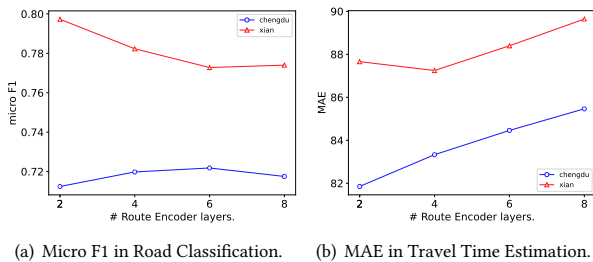 0.80
0.78
0.76
0.74
0.72
micro F1
chengdu
xian
2 4 6 8
# Route Encoder layers.
(a) Micro F1 in Road Classification.
90
88
86
84
82
MAE
chengdu
xian
2 4 6 8
# Route Encoder layers.
(b) MAE in Travel Time Estimation.